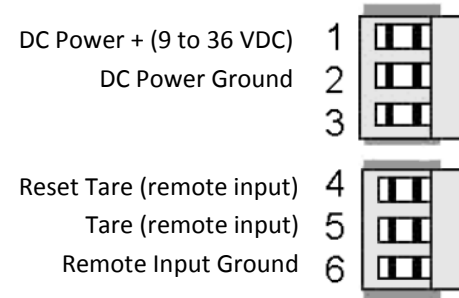 DC Power + (9 to 36 VDC) 1
DC Power Ground 2
3
Reset Tare (remote input) 4
Tare (remote input) 5
Remote Input Ground 6